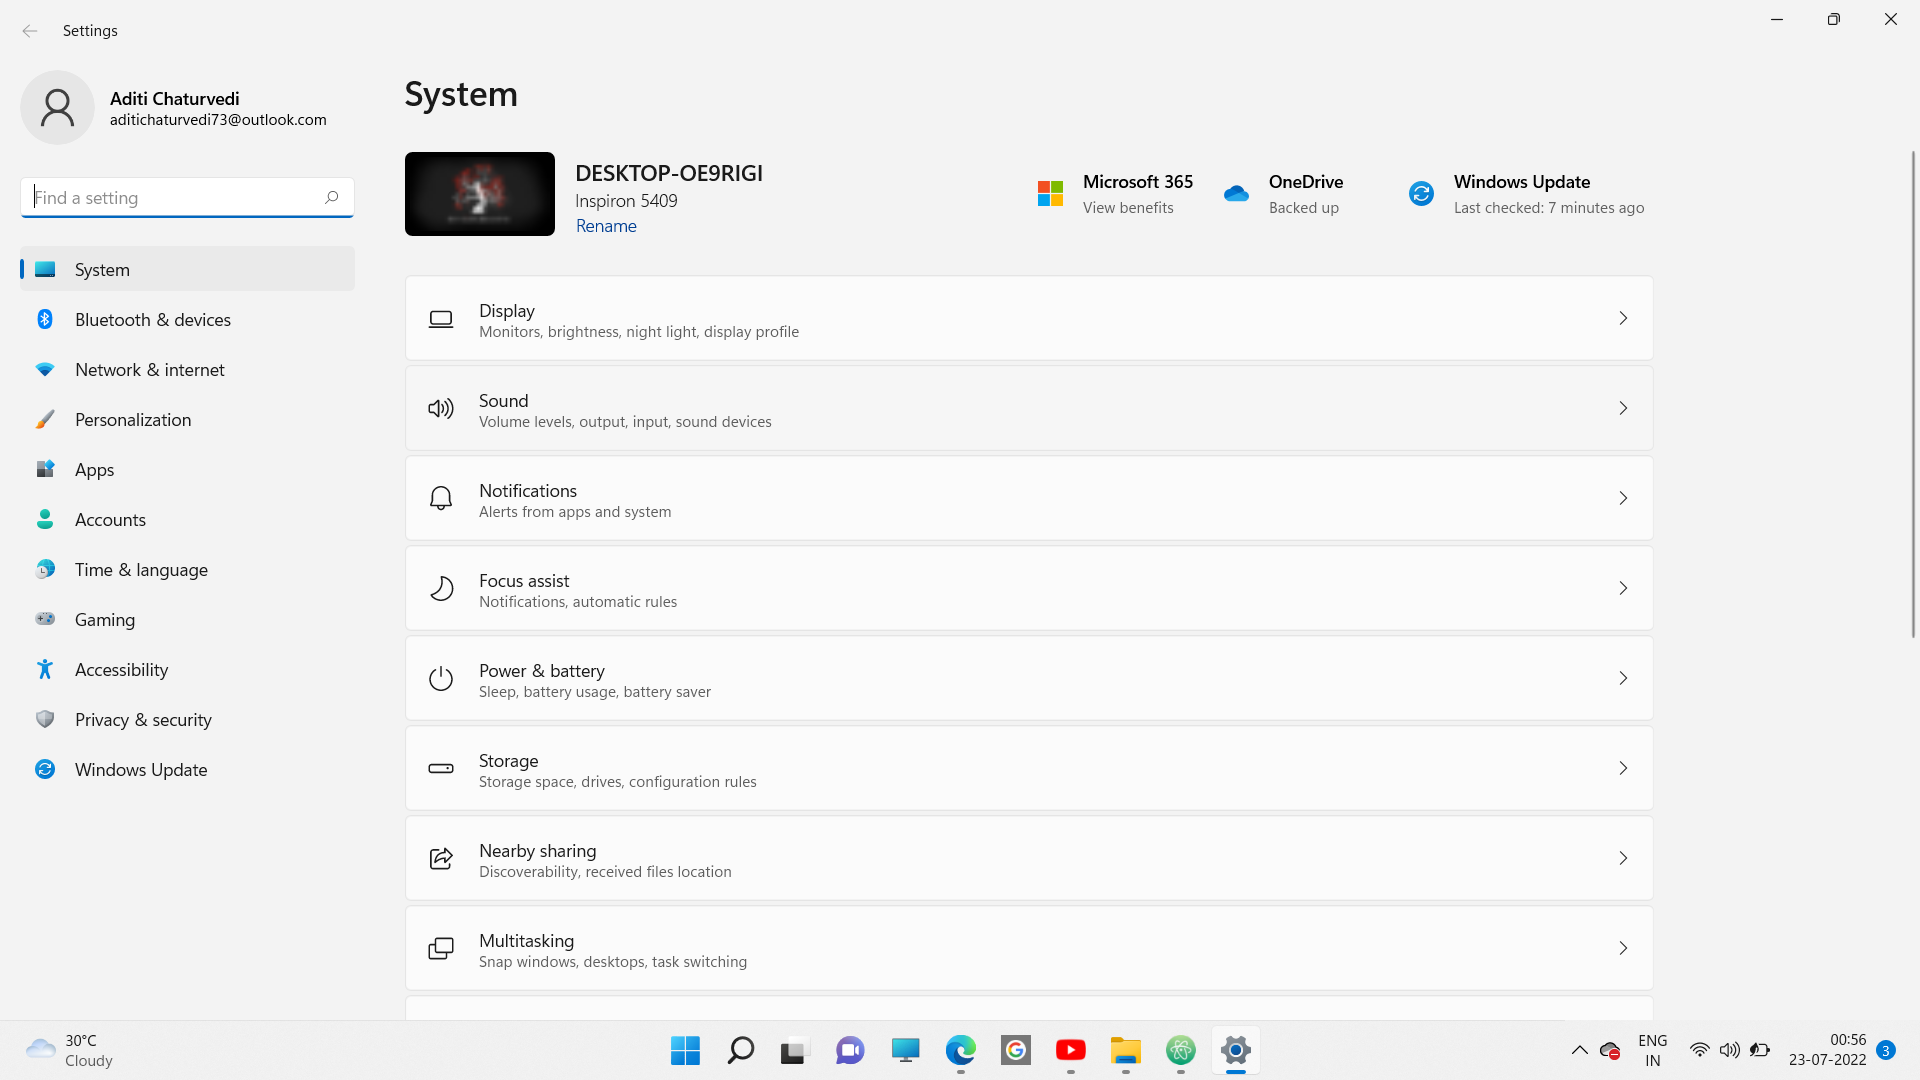 Settings
Aditi Chaturvedi
aditichaturvedi73@outlook.com
Find a setting
System
Bluetooth & devices
Network & internet
Personalization
Apps
Accounts
Time & language
Gaming
Accessibility
Privacy & security
Windows Update
System
DESKTOP-OE9RIGI
Inspiron 5409
Rename
Microsoft 365
View benefits
OneDrive
Backed up
Windows Update
Last checked: 7 minutes ago
Display
Monitors, brightness, night light, display profile
Sound
Volume levels, output, input, sound devices
Notifications
Alerts from apps and system
Focus assist
Notifications, automatic rules
Power & battery
Sleep, battery usage, battery saver
Storage
Storage space, drives, configuration rules
Nearby sharing
Discoverability, received files location
Multitasking
Snap windows, desktops, task switching
30°C
Cloudy
ENG
IN
00:56
23-07-2022
3